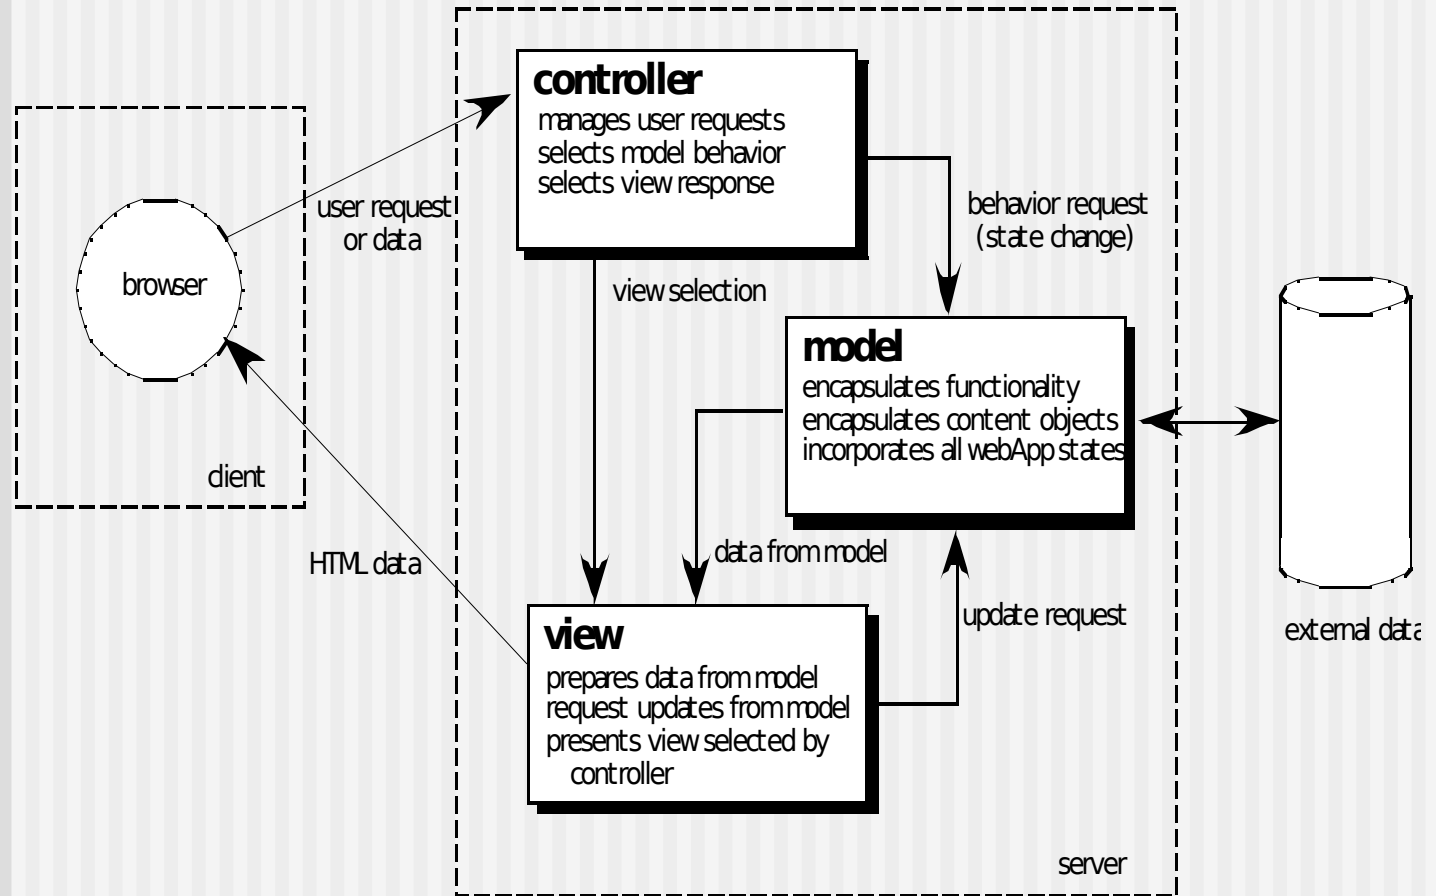 controller
manages user requests
selects model behavior
selects view response
user request
or data
behavior request
(state change)
browser
view selection
model
encapsulates functionality
encapsulates content objects
incorporates all webApp states
client
data from model
HTML data
update request
external data
view
prepares data from model
request updates from model
presents view selected by
controller
server